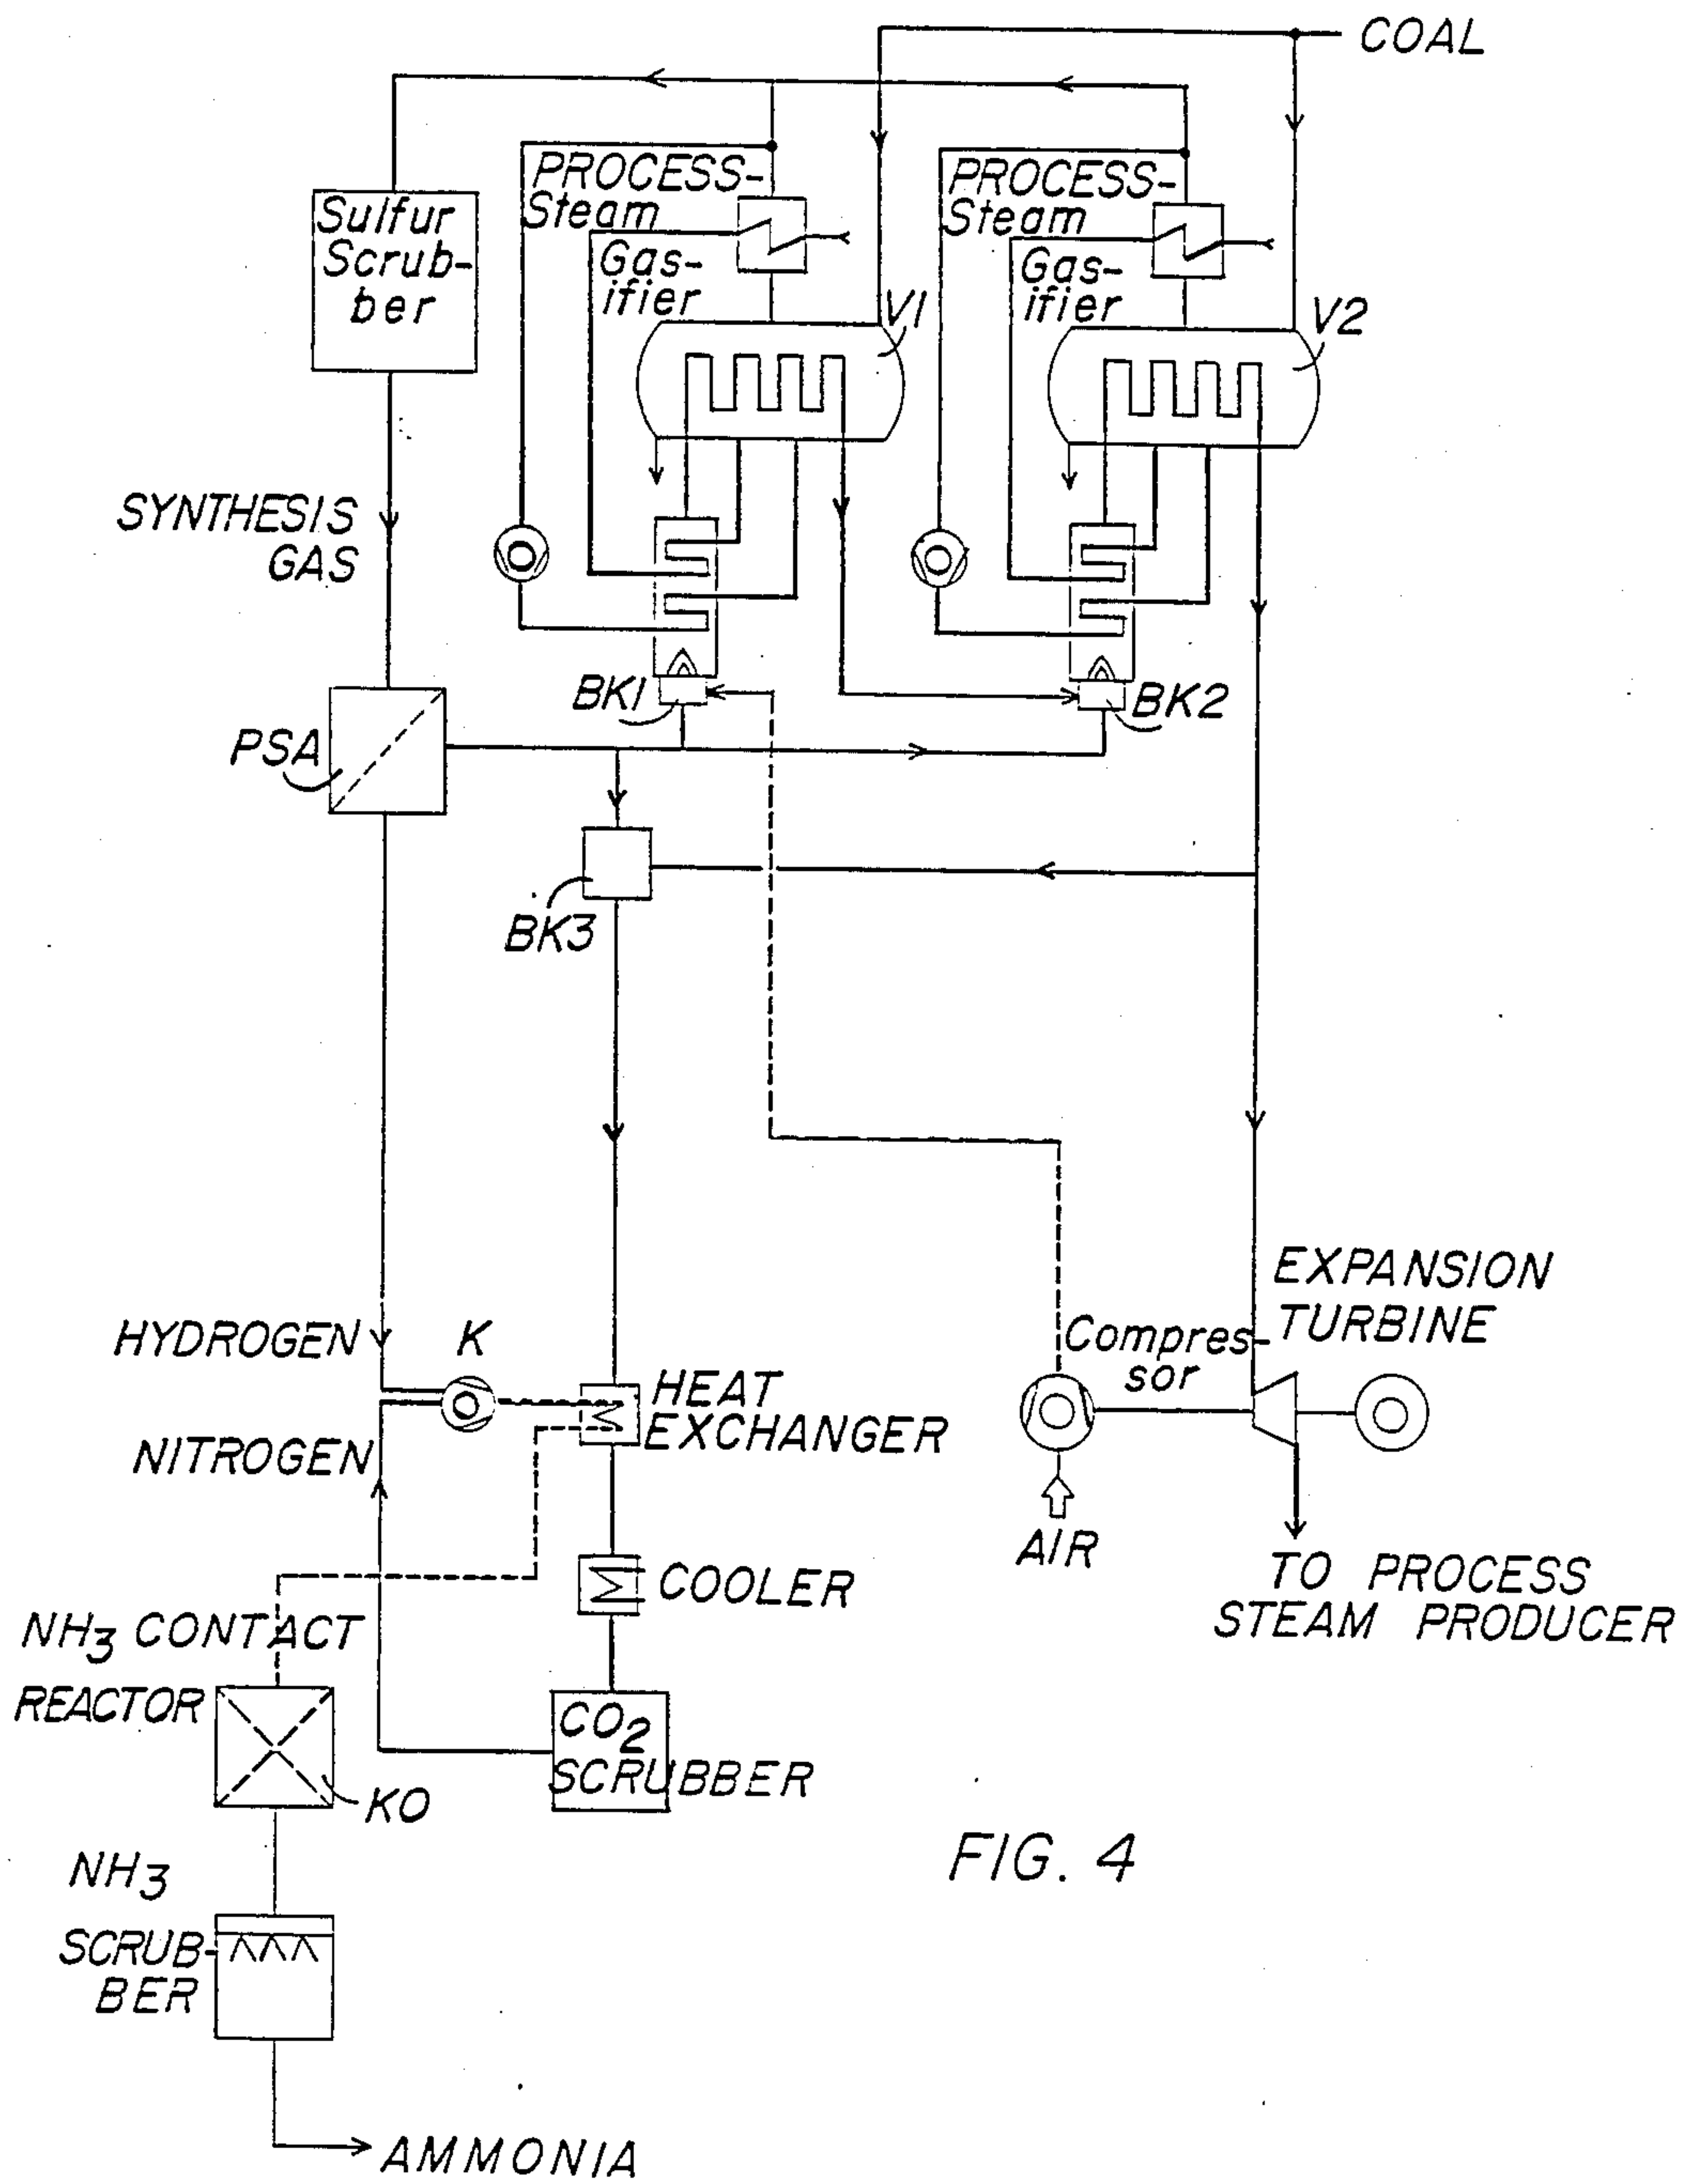 COAL
PROCESS-
Steam
PROCESS-
Steam
Sulfur
Scrub-
ber
Gas-
ifier
Gas-
ifier
V1
V2
SYNTHESIS
GAS
BK1
BK2
PSA
BK3
EXPANSION
TURBINE
HYDROGEN
K
Compres-
sor
HEAT
EXCHANGER
NITROGEN
AIR
COOLER
TO PROCESS
STEAM PRODUCER
NH3 CONTACT
REACTOR
CO2
SCRUBBER
KO
FIG. 4
NH3
SCRUB-
BER
AMMONIA